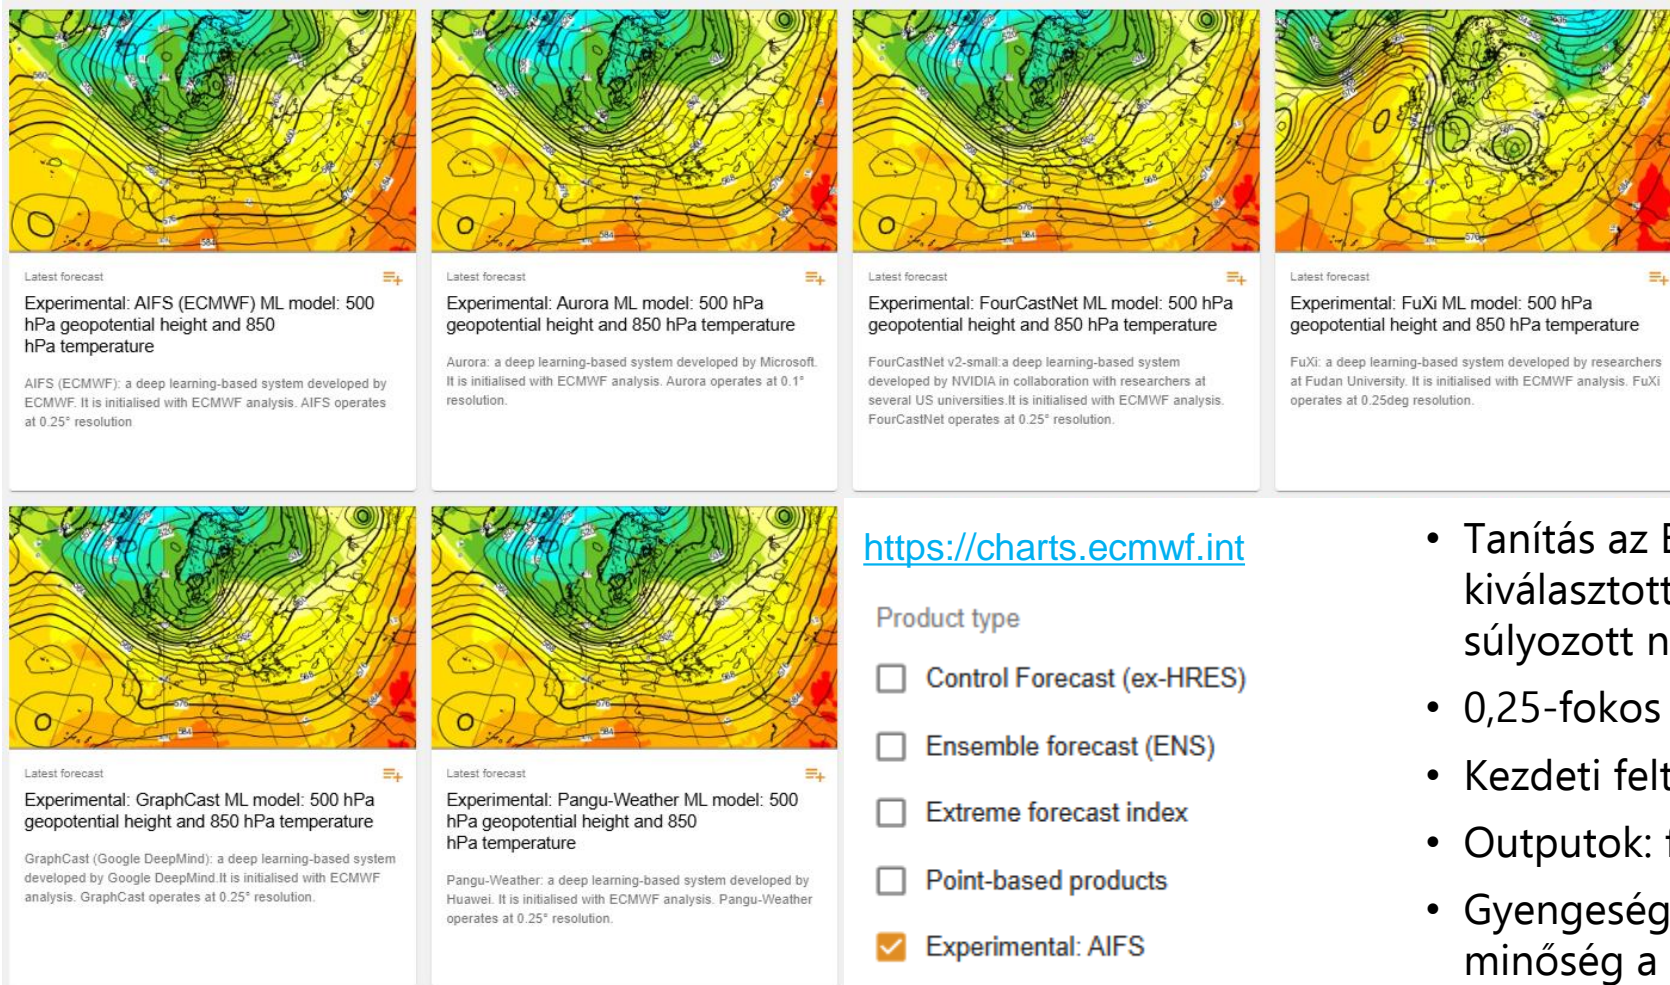 Latest forecast
Experimental: AIFS (ECMWF) ML model: 500
hPa geopotential height and 850
hPa temperature
AIFS (ECMWF): a deep learning-based system developed by
ECMWF. It is initialised with ECMWF analysis. AIFS operates
at 0.25° resolution
Latest forecast
Experimental: Aurora ML model: 500 hPa
geopotential height and 850 hPa temperature
Aurora: a deep learning-based system developed by Microsoft.
It is initialised with ECMWF analysis. Aurora operates at 0.1°
resolution.
Latest forecast
Experimental: FourCastNet ML model: 500 hPa
geopotential height and 850 hPa temperature
FourCastNet v2-small:a deep learning-based system
developed by NVIDIA in collaboration with researchers at
several US universities.It is initialised with ECMWF analysis.
FourCastNet operates at 0.25° resolution.
Latest forecast
Experimental: FuXi ML model: 500 hPa
geopotential height and 850 hPa temperature
FuXi: a deep learning-based system developed by researchers
at Fudan University. It is initialised with ECMWF analysis. FuXi
operates at 0.25deg resolution.
Latest forecast
Experimental: GraphCast ML model: 500 hPa
geopotential height and 850 hPa temperature
GraphCast (Google DeepMind): a deep learning-based system
developed by Google DeepMind.It is initialised with ECMWF
analysis. GraphCast operates at 0.25° resolution.
Latest forecast
Experimental: Pangu-Weather ML model: 500
hPa geopotential height and 850
hPa temperature
Pangu-Weather: a deep learning-based system developed by
Huawei. It is initialised with ECMWF analysis. Pangu-Weather
operates at 0.25° resolution.
https://charts.ecmwf.int
Product type
Control Forecast (ex-HRES)
Ensemble forecast (ENS)
Extreme forecast index
Point-based products
Experimental: AIFS
• Tanítás az
kiválasztott
súlyozott
• 0,25-fokos
• Kezdeti
• Outputok:
•
minőség a